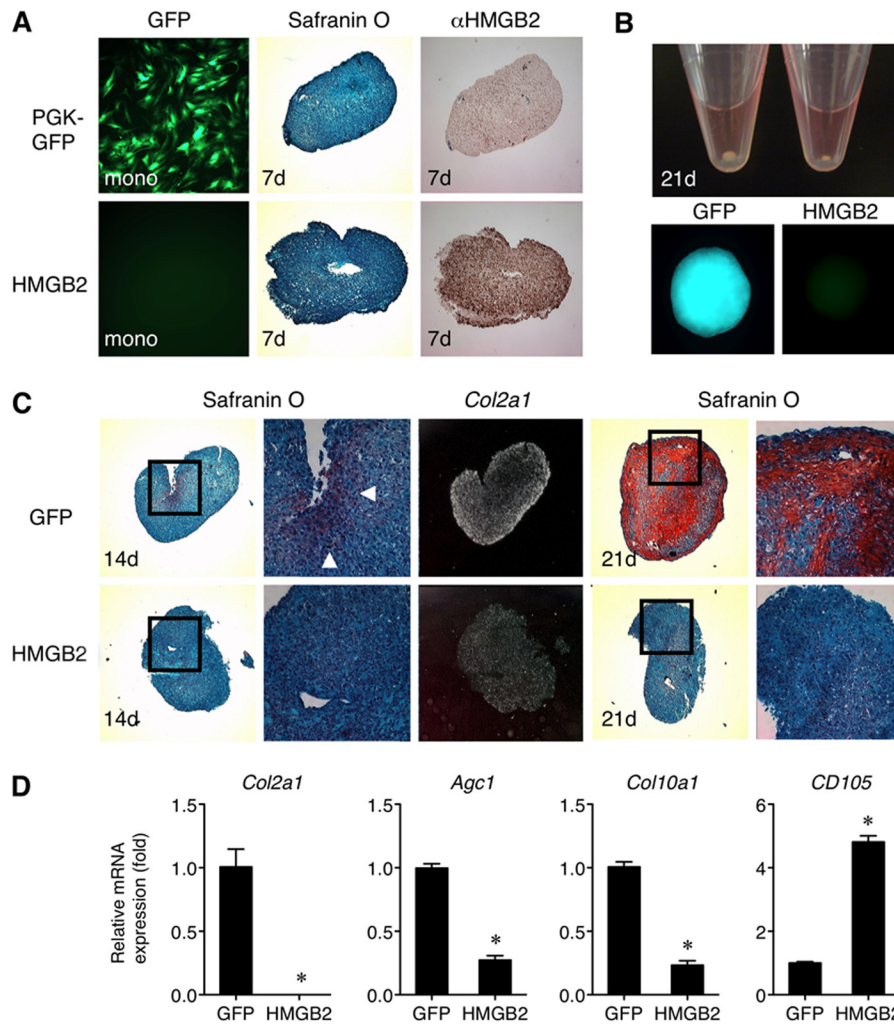 A
GFP Safranin O αHMGB2
PGK-
GFP
mono 7d 7d
HMGB2
mono 7d 7d
B
21d
GFP HMGB2
C
Safranin O Col2a1 Safranin O
GFP
14d 21d
HMGB2
14d 21d
D
Col2a1 Agc1 Col10a1 CD105
Relative mRNA
expression (fold)
1.5 1.5 1.5 6
1.0 1.0 1.0 4
0.5 0.5 0.5 2
0.0 0.0 0.0 0
* * * *
GFP HMGB2 GFP HMGB2 GFP HMGB2 GFP HMGB2